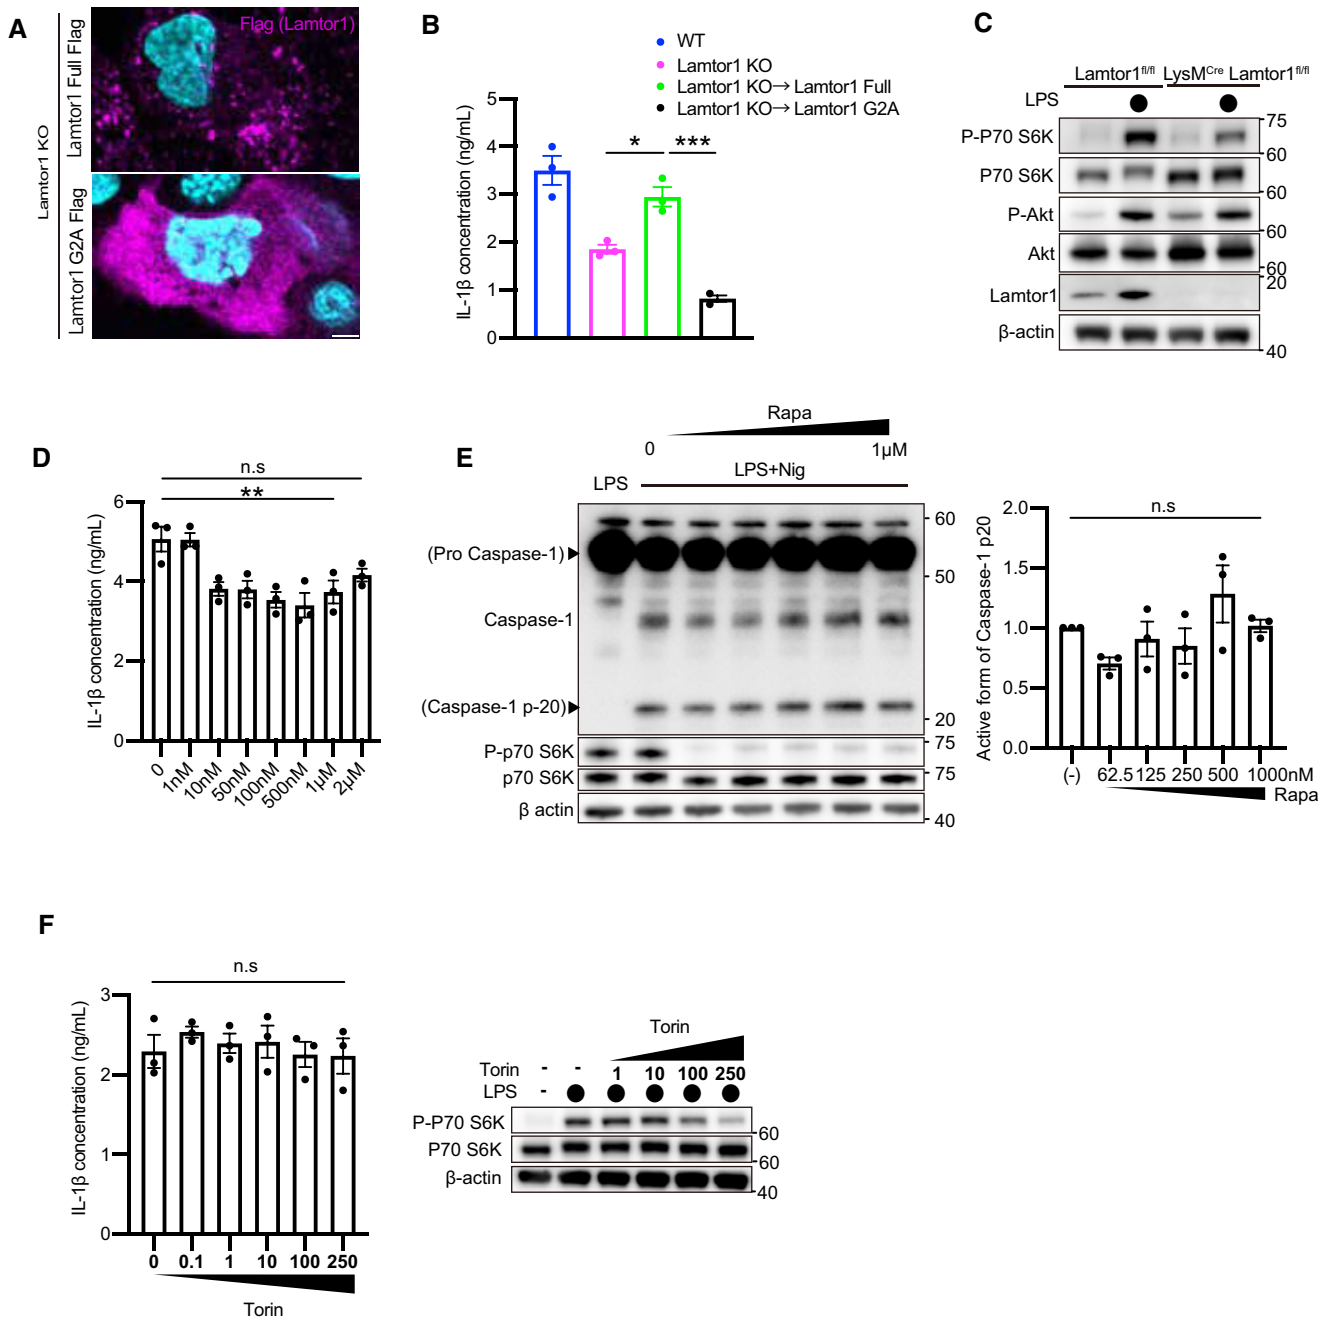 A
Flag (Lamtor1)
Lamtor1 KO
Lamtor1 Full Flag
Lamtor1 G2A Flag
B
WT
Lamtor1 KO
Lamtor1 KO→ Lamtor1 Full
Lamtor1 KO→ Lamtor1 G2A
IL-1β concentration (ng/mL)
5
4
3
2
1
0
*
***
C
Lamtor1fl/fl
LysMCre Lamtor1fl/fl
LPS
P-P70 S6K
75
60
P70 S6K
60
P-Akt
60
Akt
60
Lamtor1
20
β-actin
40
D
n.s
**
IL-1β concentration (ng/mL)
6
4
2
0
0
1nM
10nM
50nM
100nM
500nM
1μM
2μM
E
Rapa
0
1μM
LPS
LPS+Nig
(Pro Caspase-1)
Caspase-1
(Caspase-1 p-20)
60
50
20
P-p70 S6K
75
p70 S6K
75
β actin
40
n.s
Active form of Caspase-1 p20
2.0
1.5
1.0
0.5
0.0
(-)
62.5
125
250
500
1000nM
Rapa
F
n.s
IL-1β concentration (ng/mL)
3
2
1
0
0
0.1
1
10
100
250
Torin
Torin
Torin - - 1 10 100 250
LPS -
P-P70 S6K
60
P70 S6K
60
β-actin
40